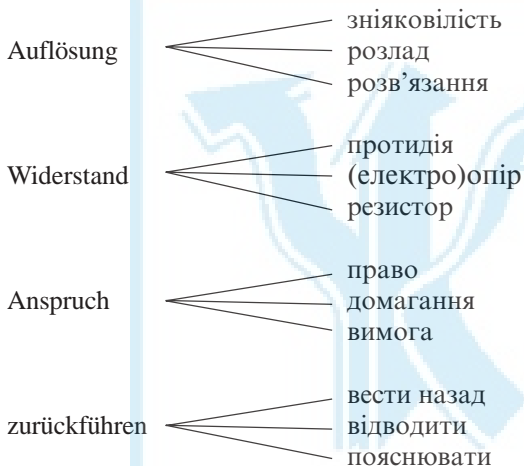 Auflösung
зніяковілість
розлад
розв’язання
Widerstand
протидія
(електро)опір
резистор
Anspruch
право
домагання
вимога
zurückführen
вести назад
відводити
пояснювати